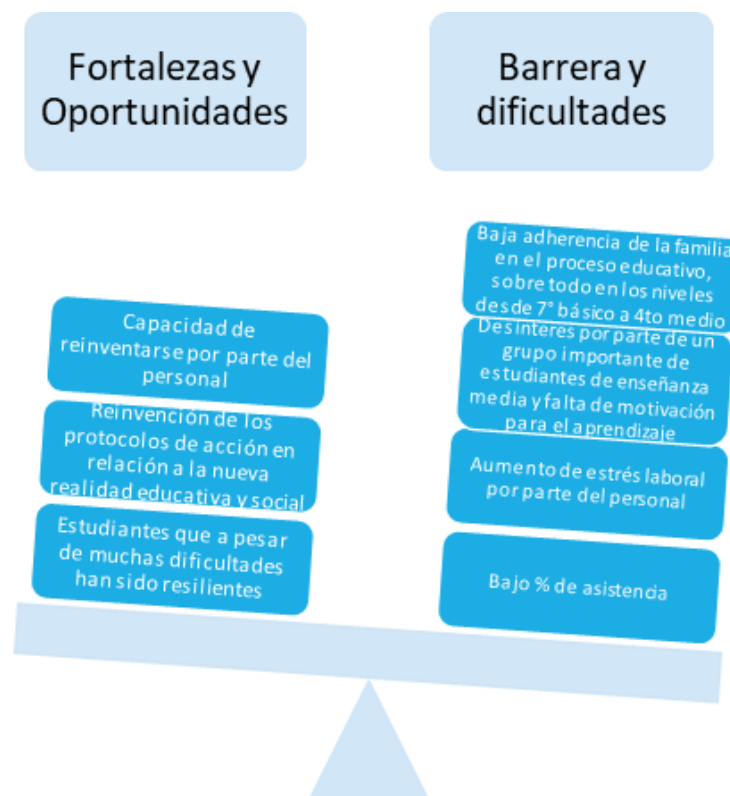 Fortalezas y
Oportunidades
Barrera y
dificultades
Capacidad de
reinventarse por parte del
personal
Reinvención de los
protocolos de acción en
relación a la nueva
realidad educativa y social
Estudiantes que a pesar
de muchas dificultades
han sido resilientes
Baja adherencia de la familia
en el proceso educativo,
sobre todo en los niveles
desde 7° básico a 4to medio
Desinterés por parte de un
grupo importante de
estudiantes de enseñanza
media y falta de motivación
para el aprendizaje
Aumento de estrés laboral
por parte del personal
Bajo % de asistencia